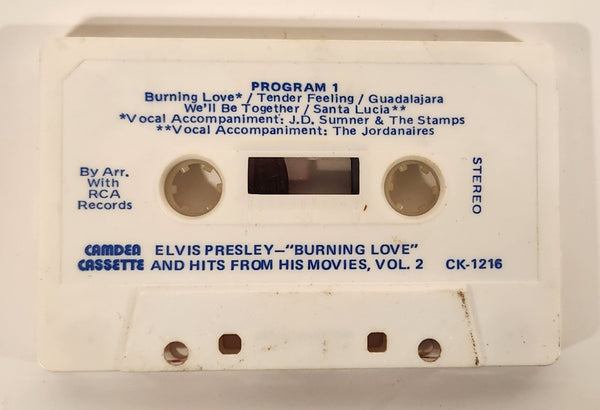 PROGRAM 1
Burning Love* / Tender Feeling / Guadalajara
We'll Be Together / Santa Lucia**
*Vocal Accompaniment: J.D. Sumner & The Stamps
**Vocal Accompaniment: The Jordanaires
By Arr.
With
RCA
Records
STEREO
CAMDEN
CASSETTE
ELVIS PRESLEY—"BURNING LOVE"
AND HITS FROM HIS MOVIES, VOL. 2 CK-1216